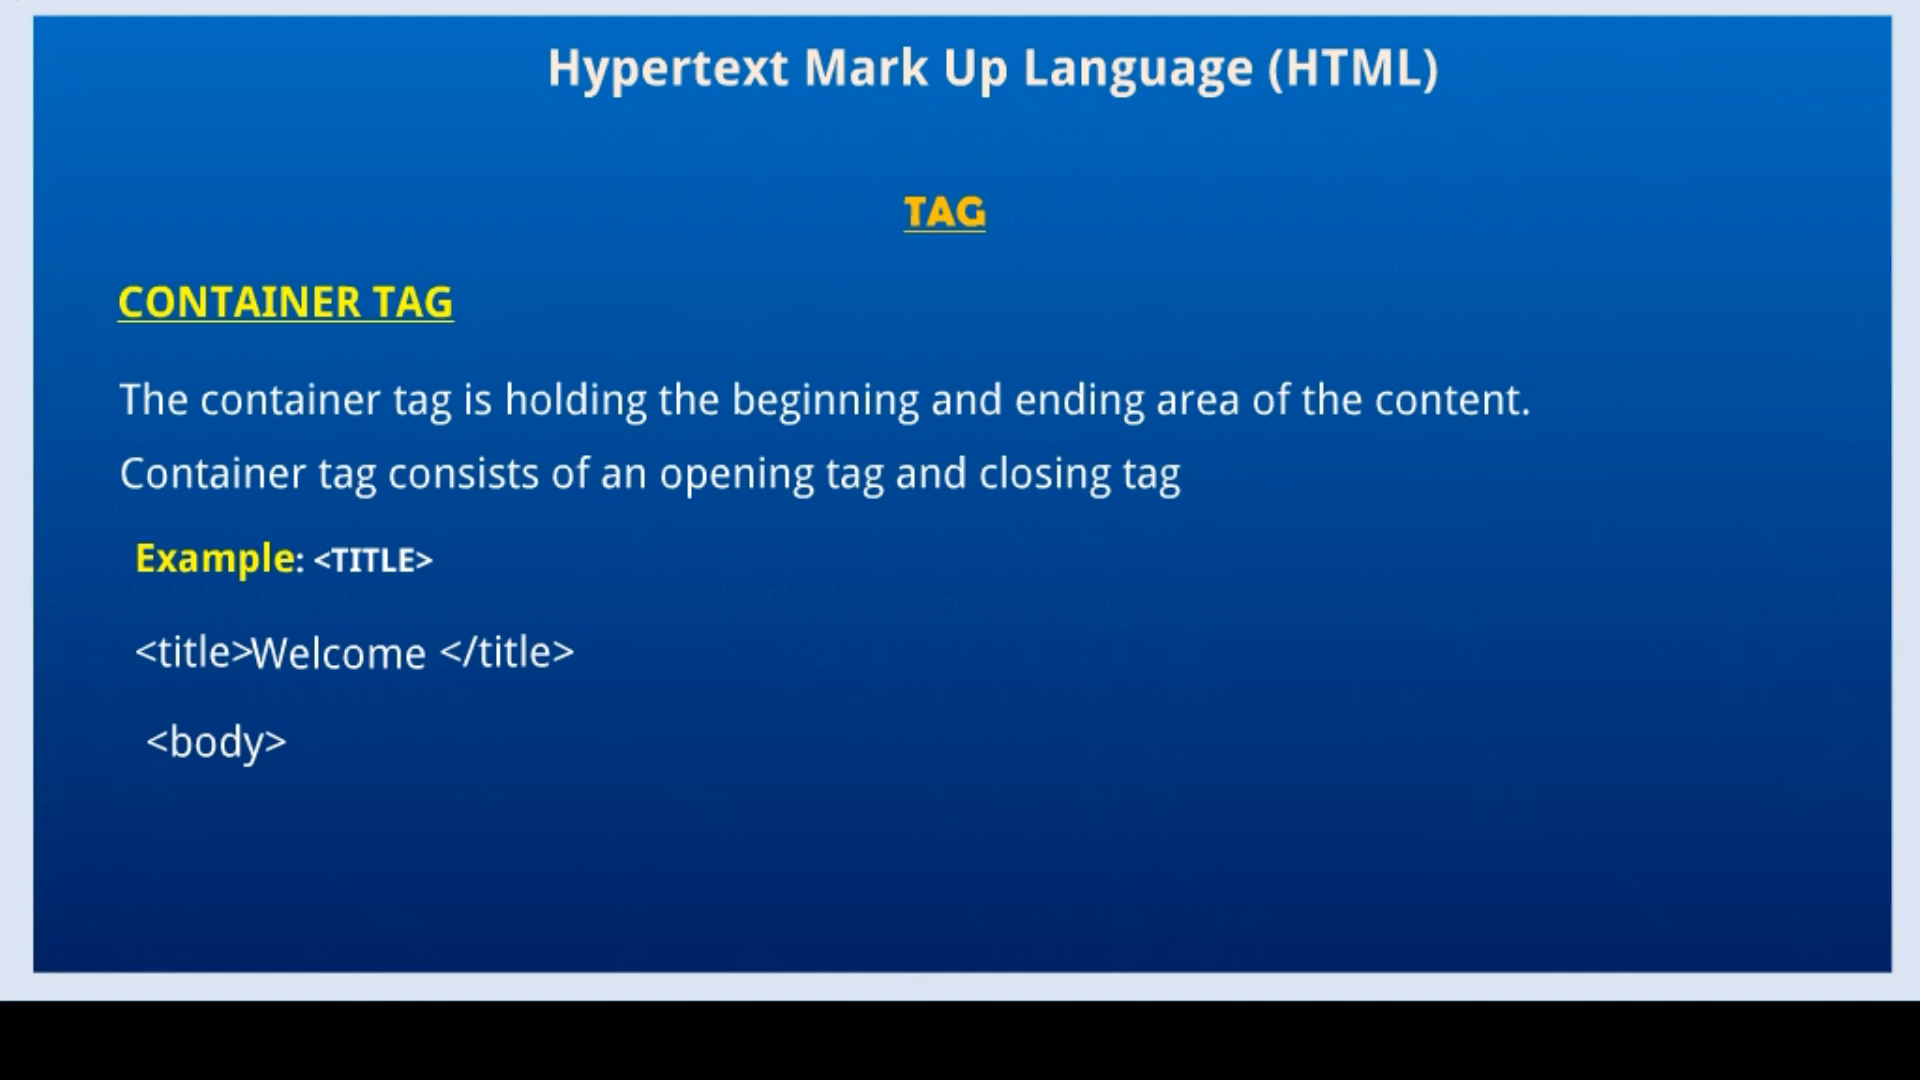 Hypertext Mark Up Language (HTML)
TAG
CONTAINER TAG
The container tag is holding the beginning and ending area of the content.
Container tag consists of an opening tag and closing tag
Example: <TITLE>
<title>Welcome </title>
<body>